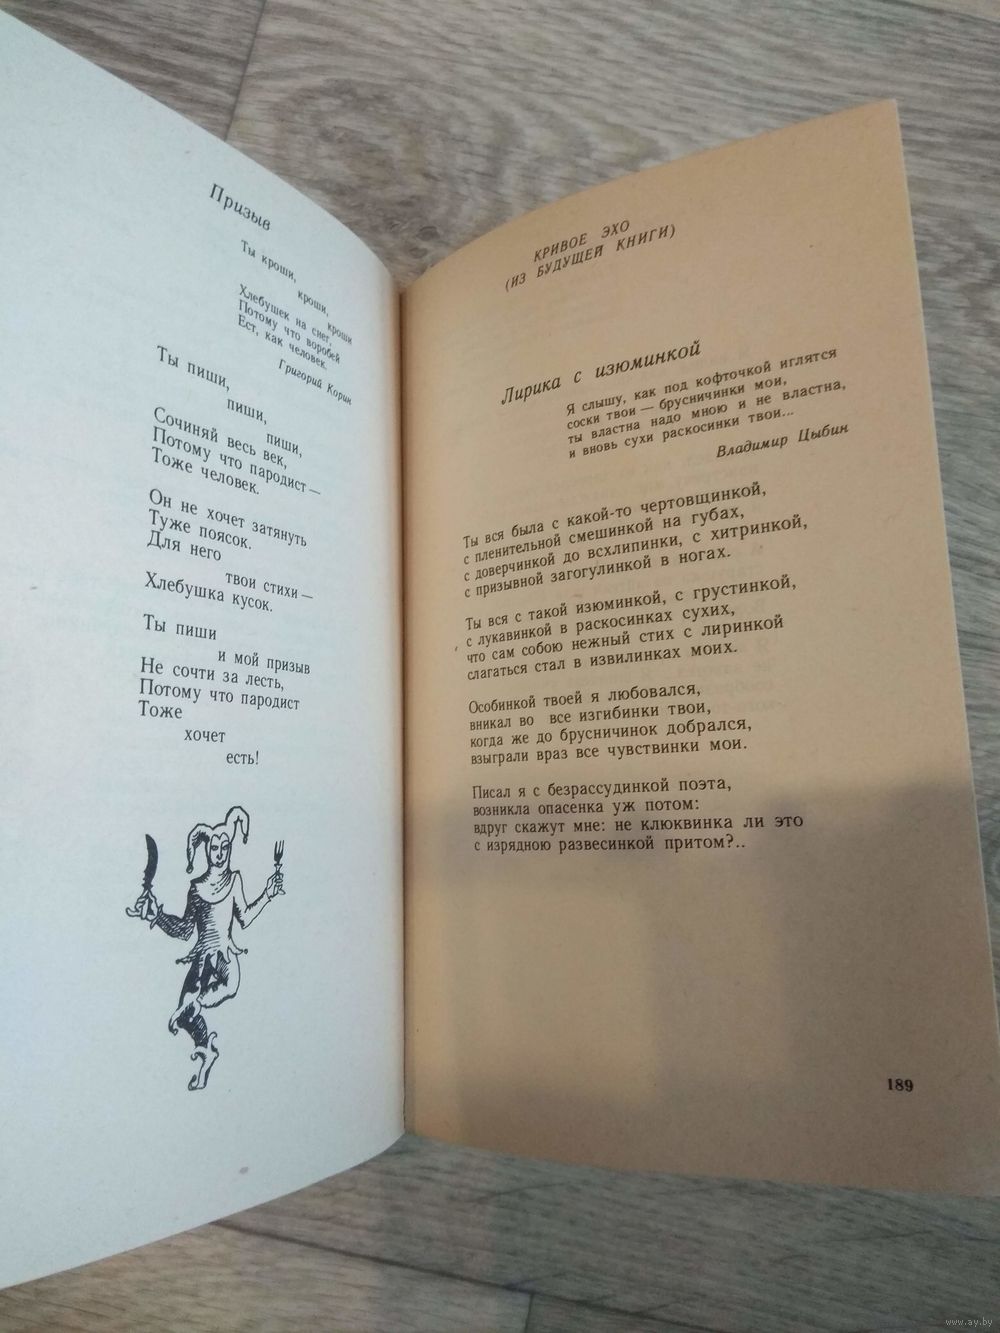 Призыв
Ты кроши,
кроши,
кроши
Хлебушек на снег,
Потому что воробей
Ест, как человек.
Григорий Корин
Ты пиши,
пиши,
пиши,
Сочиняй весь век,
Потому что пародист —
Тоже человек.
Он не хочет затянуть
Туже поясок.
Для него
твои стихи —
Хлебушка кусок.
Ты пиши
и мой призыв
Не сочти за лесть,
Потому что пародист
Тоже
хочет
есть!
КРИВОЕ ЭХО
(ИЗ БУДУЩЕЙ КНИГИ)
Лирика с изюминкой
Я слышу, как под кофточкой иглятся
соски твои — брусничинки мои,
ты властна надо мною и не властна,
и вновь сухи раскосинки твои...
Владимир Цыбин
Ты вся была с какой-то чертовщинкой,
с пленительной смешинкой на губах,
с доверчинкой до всхлипинки, с хитринкой,
с призывной загогулинкой в ногах.
Ты вся с такой изюминкой, с грустинкой,
с лукавинкой в раскосинках сухих,
что сам собою нежный стих с лиринкой
слагаться стал в извилинках моих.
Особинкой твоей я любовался,
вникал во все изгибинки твои,
когда же до брусничинок добрался,
взыграли враз все чувствинки мои.
Писал я с безрассудинкой поэта,
возникла опасенка уж потом:
вдруг скажут мне: не клюквинка ли это
с изрядною развесинкой притом?..
189
www.ay.by